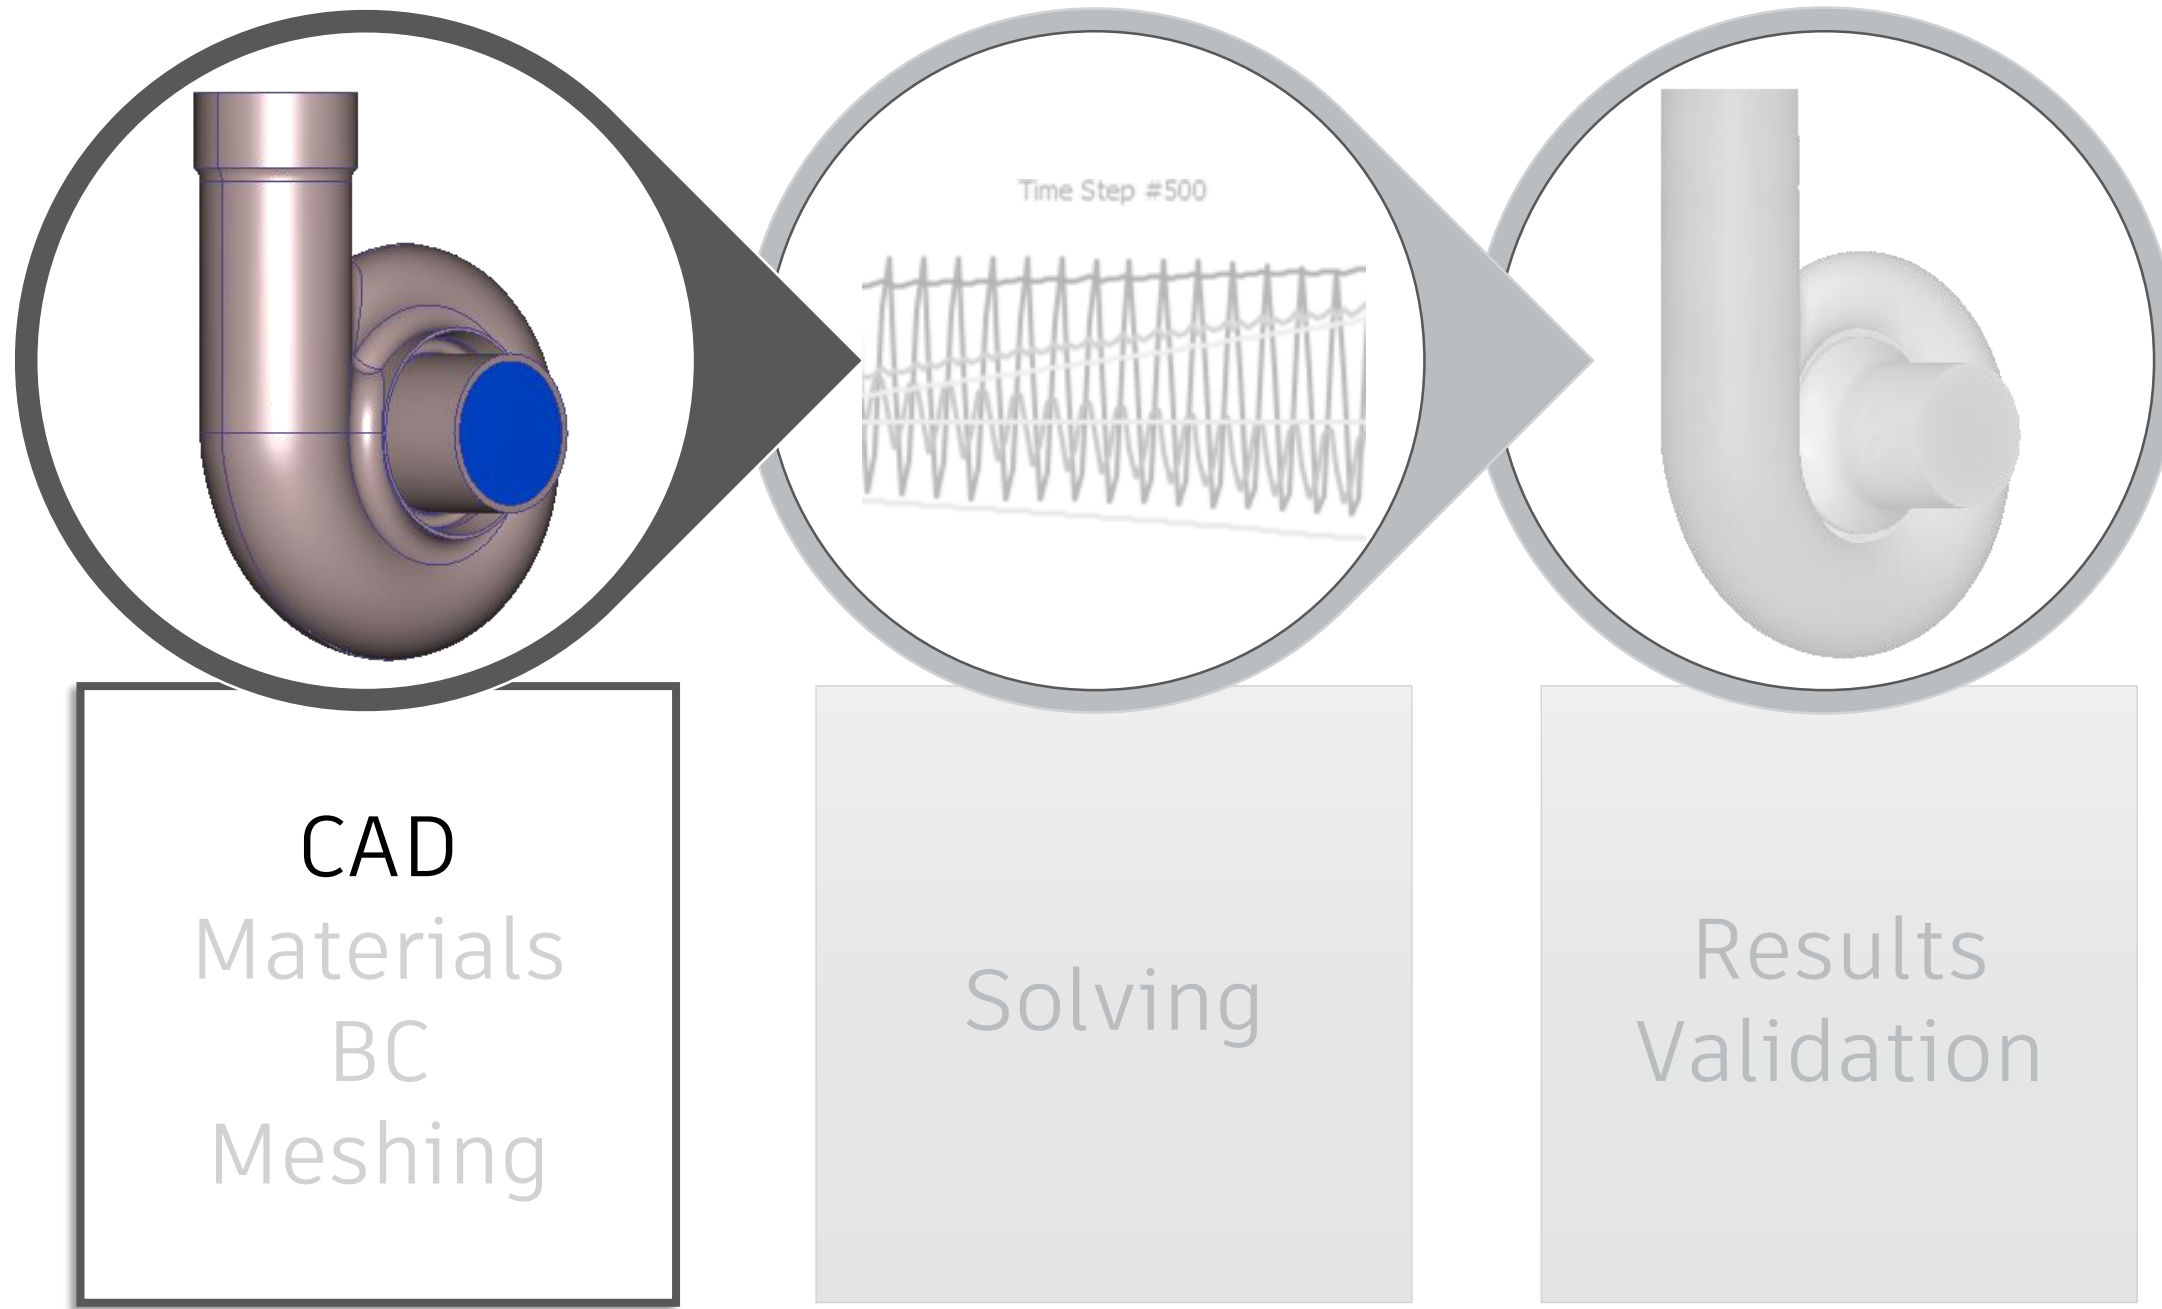 Time Step #500
CAD
Materials
BC
Meshing
Solving
Results
Validation